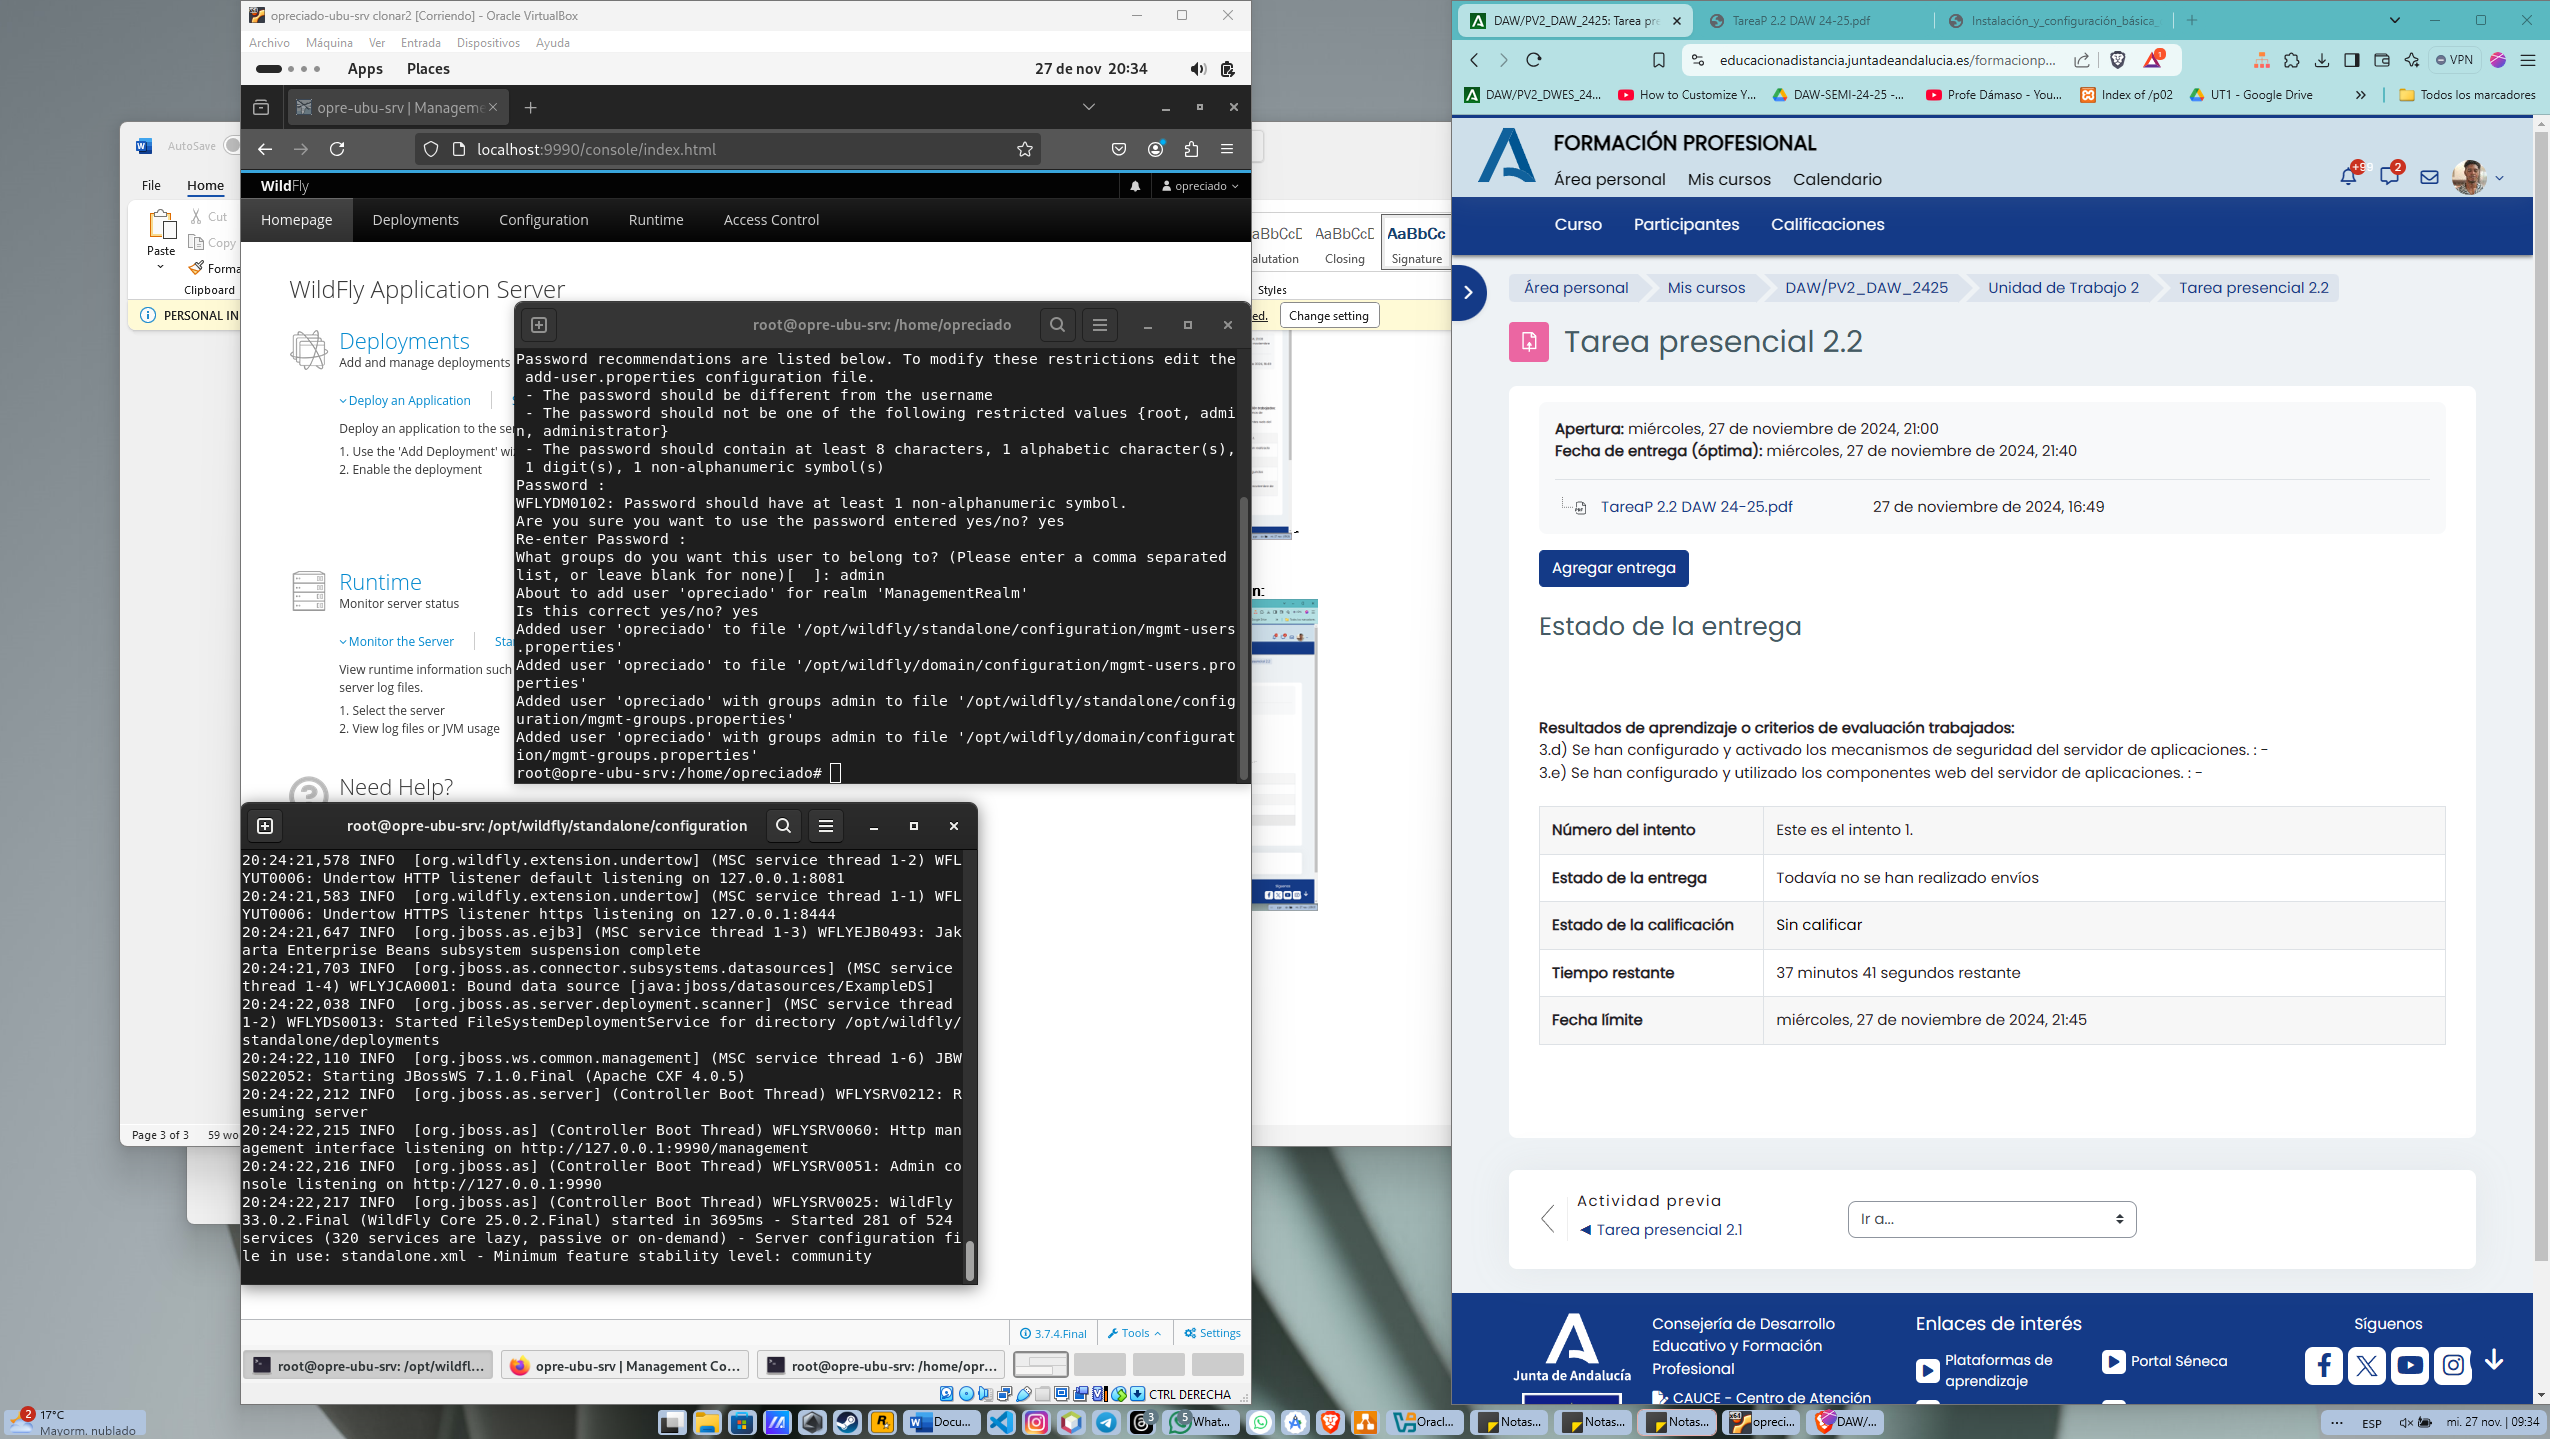 opreciado-ubu-srv clonar2 [Corriendo] - Oracle VirtualBox
Archivo Máquina Ver Entrada Dispositivos Ayuda
Apps Places 27 de nov 20:34
opre-ubu-srv | Manageme
localhost:9990/console/index.html
WildFly opreciado
Homepage Deployments Configuration Runtime Access Control
WildFly Application Server
Deployments
Add and manage deployments
Deploy an Application
Deploy an application to the ser
1. Use the 'Add Deployment' wi
2. Enable the deployment
Runtime
Monitor server status
Monitor the Server Star
View runtime information such
server log files.
1. Select the server
2. View log files or JVM usage
Need Help?
root@opre-ubu-srv: /home/opreciado
Password recommendations are listed below. To modify these restrictions edit the
 add-user.properties configuration file.
 - The password should be different from the username
 - The password should not be one of the following restricted values {root, admi
n, administrator}
 - The password should contain at least 8 characters, 1 alphabetic character(s),
 1 digit(s), 1 non-alphanumeric symbol(s)
Password :
WFLYDM0102: Password should have at least 1 non-alphanumeric symbol.
Are you sure you want to use the password entered yes/no? yes
Re-enter Password :
What groups do you want this user to belong to? (Please enter a comma separated
list, or leave blank for none)[  ]: admin
About to add user 'opreciado' for realm 'ManagementRealm'
Is this correct yes/no? yes
Added user 'opreciado' to file '/opt/wildfly/standalone/configuration/mgmt-users
.properties'
Added user 'opreciado' to file '/opt/wildfly/domain/configuration/mgmt-users.pro
perties'
Added user 'opreciado' with groups admin to file '/opt/wildfly/standalone/config
uration/mgmt-groups.properties'
Added user 'opreciado' with groups admin to file '/opt/wildfly/domain/configurat
ion/mgmt-groups.properties'
root@opre-ubu-srv:/home/opreciado#
root@opre-ubu-srv: /opt/wildfly/standalone/configuration
20:24:21,578 INFO  [org.wildfly.extension.undertow] (MSC service thread 1-2) WFL
YUT0006: Undertow HTTP listener default listening on 127.0.0.1:8081
20:24:21,583 INFO  [org.wildfly.extension.undertow] (MSC service thread 1-1) WFL
YUT0006: Undertow HTTPS listener https listening on 127.0.0.1:8444
20:24:21,647 INFO  [org.jboss.as.ejb3] (MSC service thread 1-3) WFLYEJB0493: Jak
arta Enterprise Beans subsystem suspension complete
20:24:21,703 INFO  [org.jboss.as.connector.subsystems.datasources] (MSC service
thread 1-4) WFLYJCA0001: Bound data source [java:jboss/datasources/ExampleDS]
20:24:22,038 INFO  [org.jboss.as.server.deployment.scanner] (MSC service thread
1-2) WFLYDS0013: Started FileSystemDeploymentService for directory /opt/wildfly/
standalone/deployments
20:24:22,110 INFO  [org.jboss.ws.common.management] (MSC service thread 1-6) JBW
S022052: Starting JBossWS 7.1.0.Final (Apache CXF 4.0.5)
20:24:22,212 INFO  [org.jboss.as.server] (Controller Boot Thread) WFLYSRV0212: R
esuming server
20:24:22,215 INFO  [org.jboss.as] (Controller Boot Thread) WFLYSRV0060: Http man
agement interface listening on http://127.0.0.1:9990/management
20:24:22,216 INFO  [org.jboss.as] (Controller Boot Thread) WFLYSRV0051: Admin co
nsole listening on http://127.0.0.1:9990
20:24:22,217 INFO  [org.jboss.as] (Controller Boot Thread) WFLYSRV0025: WildFly
33.0.2.Final (WildFly Core 25.0.2.Final) started in 3695ms - Started 281 of 524
services (320 services are lazy, passive or on-demand) - Server configuration fi
le in use: standalone.xml - Minimum feature stability level: community
3.7.4.Final Tools Settings
root@opre-ubu-srv: /opt/wildfl... opre-ubu-srv | Management Co... root@opre-ubu-srv: /home/opr...
CTRL DERECHA
AutoSave
File Home
Paste
Cut
Copy
Forma
Clipboard
PERSONAL IN
Page 3 of 3 59 wo
aBbCcD AaBbCcD AaBbCc
alutation Closing Signature
Styles
ed. Change setting
n:
DAW/PV2_DAW_2425: Tarea pre TareaP 2.2 DAW 24-25.pdf Instalación_y_configuración_básica_
educacionadistancia.juntadeandalucia.es/formacionp... 1 VPN
DAW/PV2_DWES_24... How to Customize Y... DAW-SEMI-24-25 -... Profe Dámaso - You... Index of /p02 UT1 - Google Drive » Todos los marcadores
FORMACIÓN PROFESIONAL
Área personal Mis cursos Calendario
+99 2
Curso Participantes Calificaciones
Área personal Mis cursos DAW/PV2_DAW_2425 Unidad de Trabajo 2 Tarea presencial 2.2
Tarea presencial 2.2
Apertura: miércoles, 27 de noviembre de 2024, 21:00
Fecha de entrega (óptima): miércoles, 27 de noviembre de 2024, 21:40
TareaP 2.2 DAW 24-25.pdf 27 de noviembre de 2024, 16:49
Agregar entrega
Estado de la entrega
Resultados de aprendizaje o criterios de evaluación trabajados:
3.d) Se han configurado y activado los mecanismos de seguridad del servidor de aplicaciones. : -
3.e) Se han configurado y utilizado los componentes web del servidor de aplicaciones. : -
Número del intento Este es el intento 1.
Estado de la entrega Todavía no se han realizado envíos
Estado de la calificación Sin calificar
Tiempo restante 37 minutos 41 segundos restante
Fecha límite miércoles, 27 de noviembre de 2024, 21:45
Actividad previa
◄ Tarea presencial 2.1
Ir a...
Junta de Andalucía
Consejería de Desarrollo
Educativo y Formación
Profesional
CAUCE - Centro de Atención
Enlaces de interés
Plataformas de
aprendizaje
Portal Séneca
Síguenos
2 17°C
Mayorm. nublado
Docu... 3 5 What... Oracl... Notas... Notas... Notas... opreci... DAW/...
ESP mi. 27 nov. | 09:34